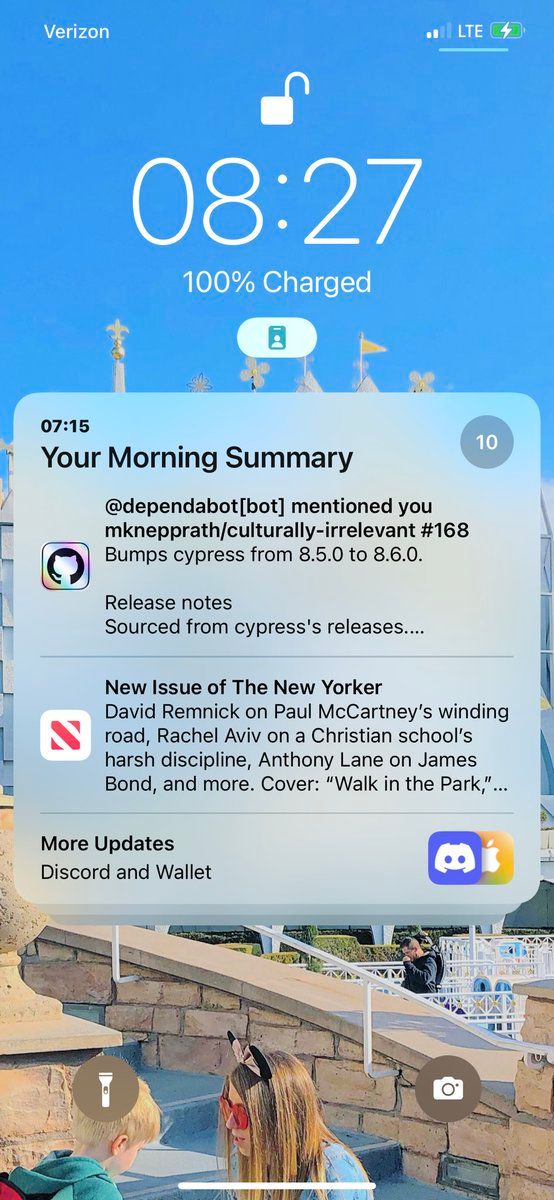 Verizon
LTE
08:27
100% Charged
07:15
Your Morning Summary
10
@dependabot[bot] mentioned you
mknepprath/culturally-irrelevant #168
Bumps cypress from 8.5.0 to 8.6.0.
Release notes
Sourced from cypress's releases....
New Issue of The New Yorker
David Remnick on Paul McCartney’s winding
road, Rachel Aviv on a Christian school’s
harsh discipline, Anthony Lane on James
Bond, and more. Cover: “Walk in the Park,”...
More Updates
Discord and Wallet